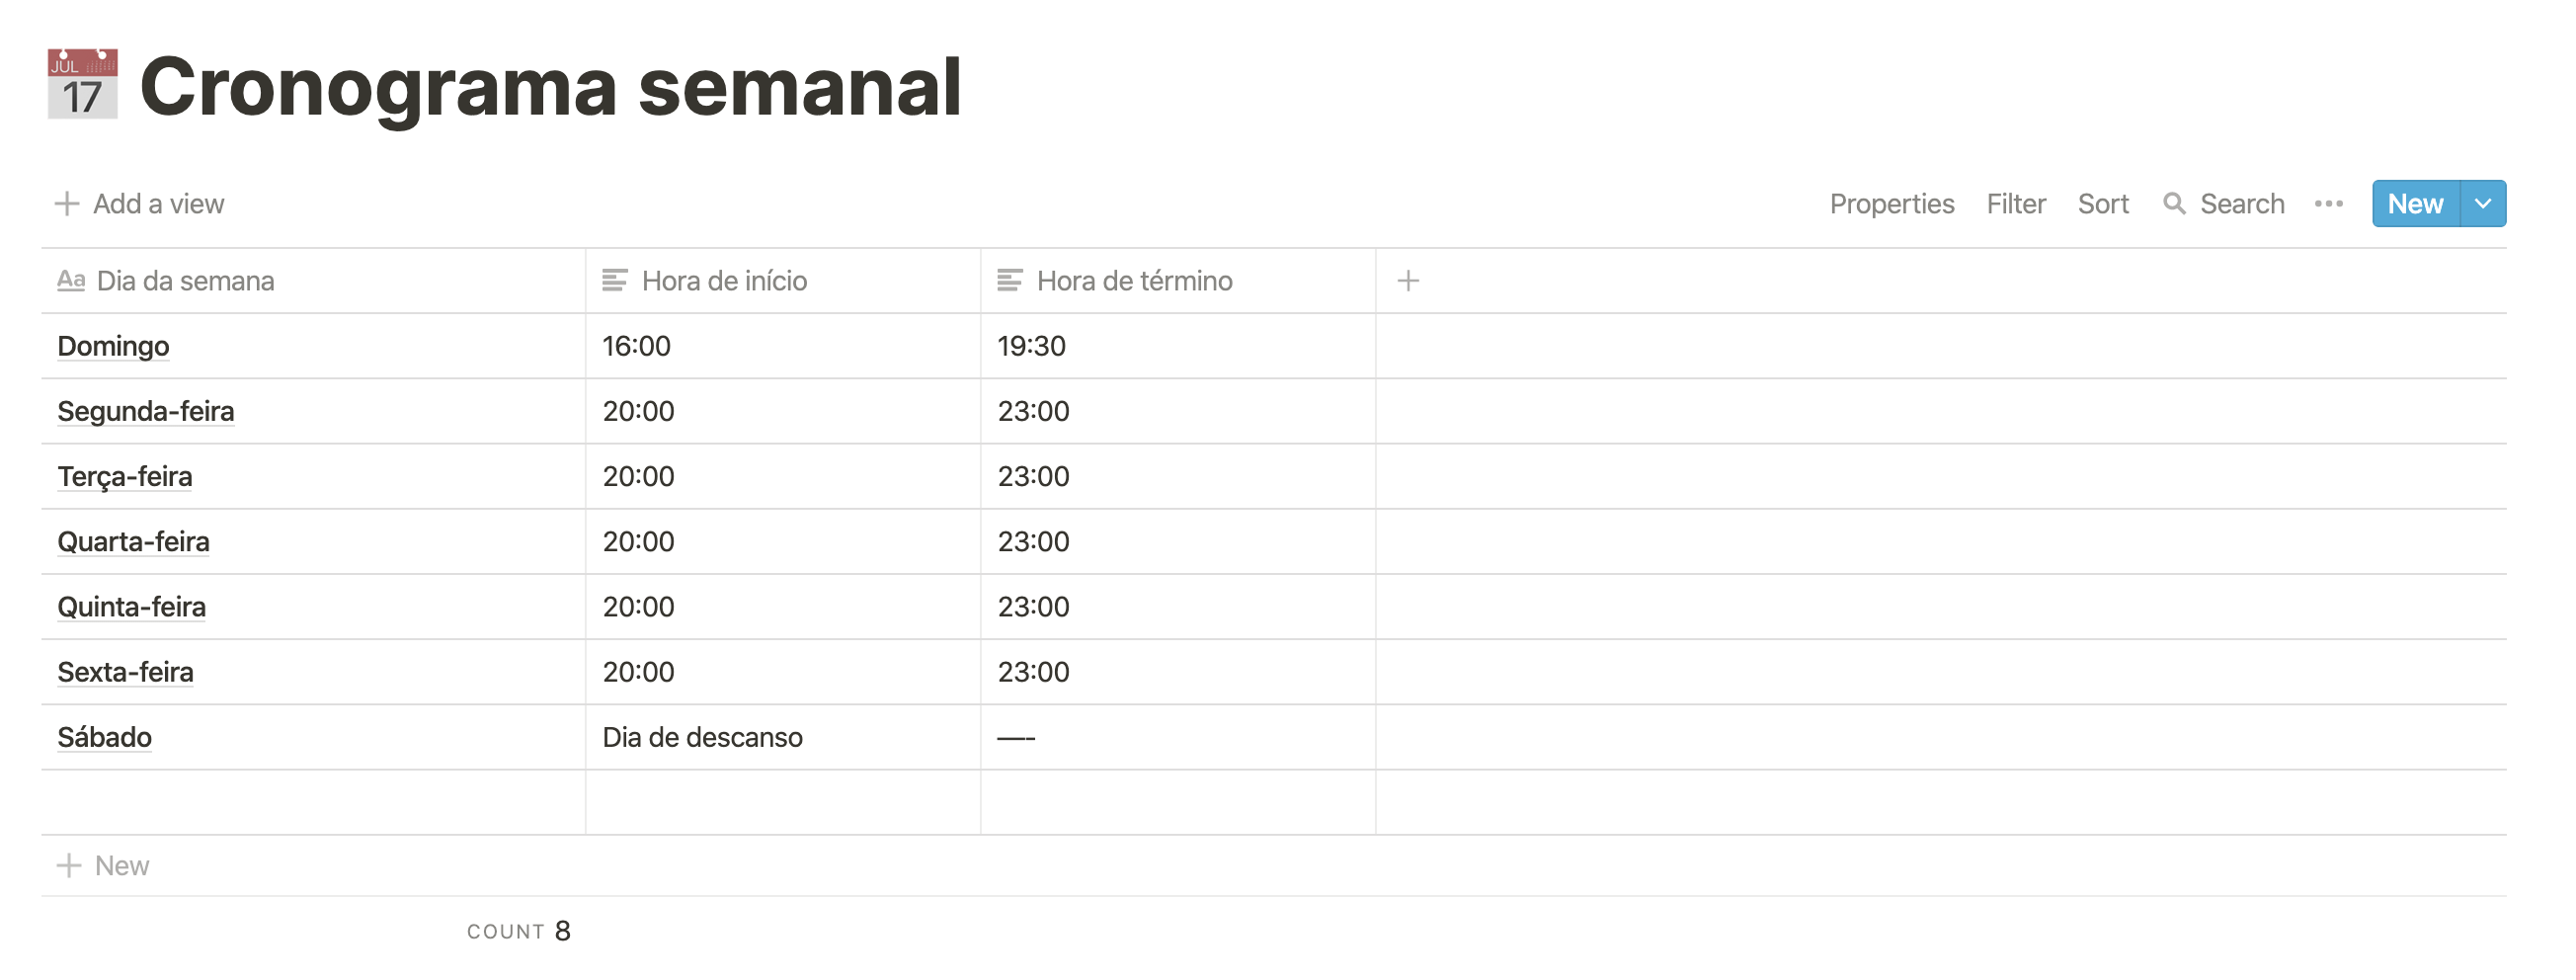 JUL
17
Cronograma semanal
Add a view
Properties Filter Sort Search New
Aa Dia da semana Hora de início Hora de término
Domingo 16:00 19:30
Segunda-feira 20:00 23:00
Terça-feira 20:00 23:00
Quarta-feira 20:00 23:00
Quinta-feira 20:00 23:00
Sexta-feira 20:00 23:00
Sábado Dia de descanso —-
New
COUNT 8